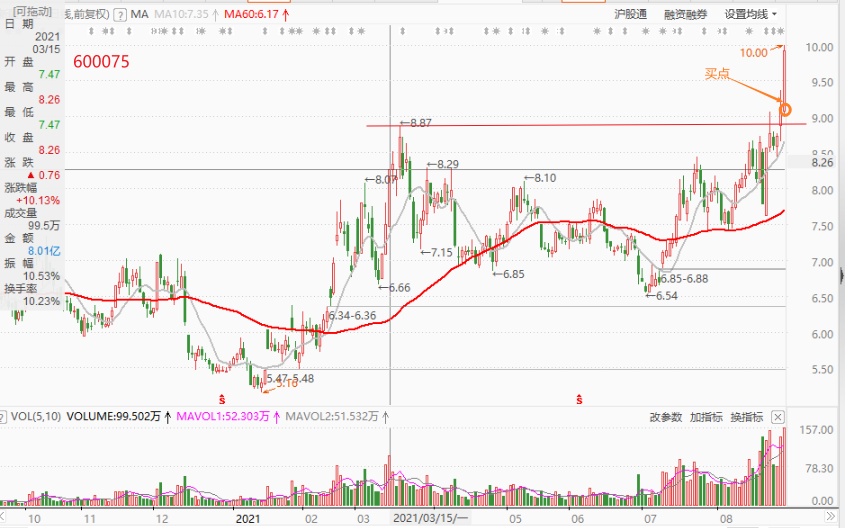 [可拖动]
线,前复权) ? MA MA10:7.35↑ MA60:6.17↑ 沪股通 融资融券 设置均线
日 期
2021
03/15
开 盘
7.47
最 高
8.26
最 低
7.47
收 盘
8.26
涨 跌
▲ 0.76
涨跌幅
+10.13%
成交量
99.5万
金 额
8.01亿
振 幅
10.53%
换手率
10.23%
600075
10.00
买点
←8.87
←8.07
←8.29
←8.10
←7.15
←6.66
←6.85
6.85-6.88
←6.54
6.34-6.36
5.47-5.48
10.00
9.50
9.00
8.50
8.26
8.00
7.50
7.00
6.50
6.00
5.50
$ $
? VOL(5,10) VOLUME:99.502万↑ MAVOL1:52.303万↑ MAVOL2:51.532万↑ 改参数 加指标 换指标
157.00
78.30
0.00
10 11 12 2021 02 03 2021/03/15/一 05 06 07 08